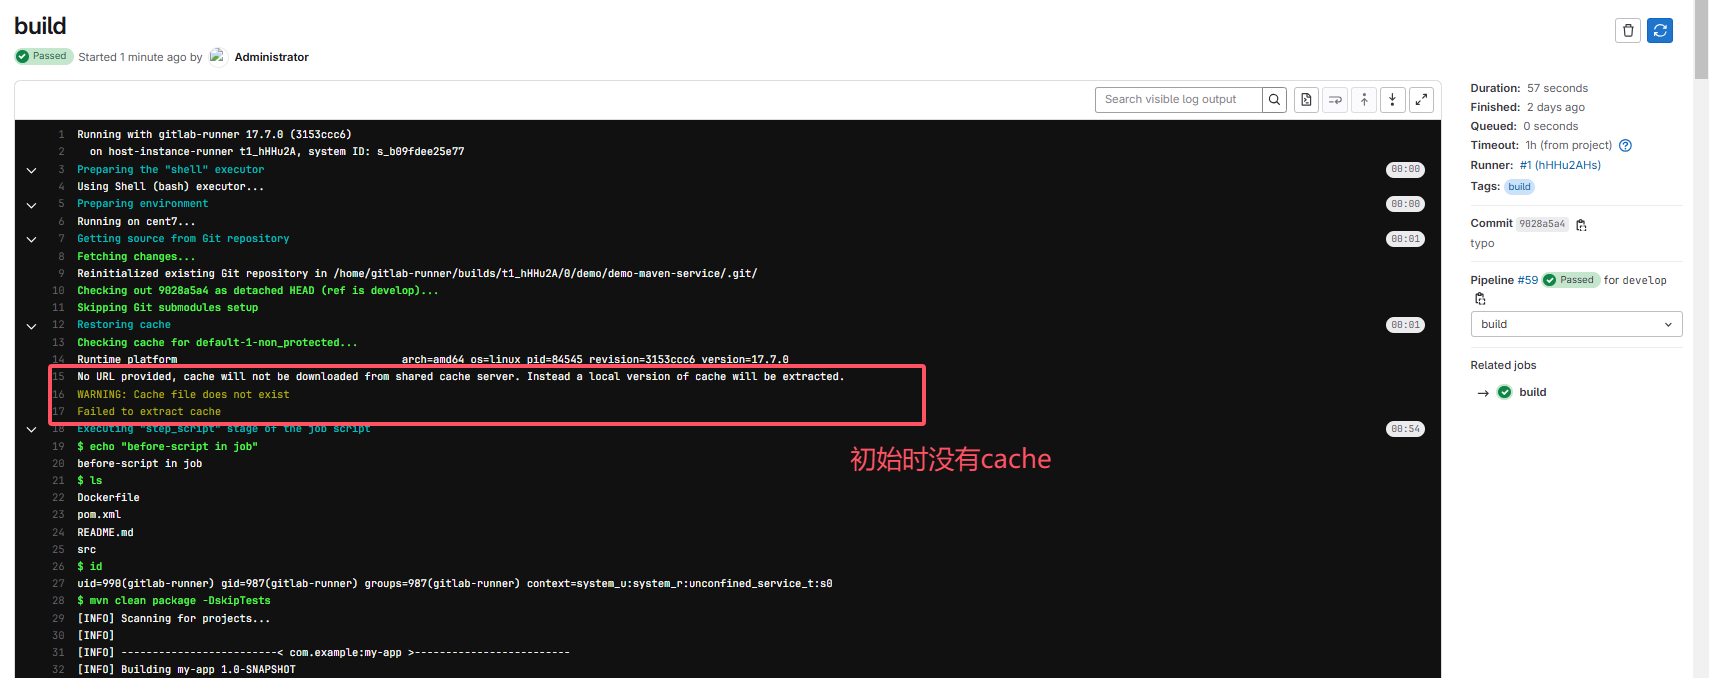 build
Passed Started 1 minute ago by Administrator
Search visible log output
1 Running with gitlab-runner 17.7.0 (3153ccc6)
2 on host-instance-runner t1_hHHu2A, system ID: s_b09fdee25e77
3 Preparing the "shell" executor 00:00
4 Using Shell (bash) executor...
5 Preparing environment 00:00
6 Running on cent7...
7 Getting source from Git repository 00:01
8 Fetching changes...
9 Reinitialized existing Git repository in /home/gitlab-runner/builds/t1_hHHu2A/0/demo/demo-maven-service/.git/
10 Checking out 9028a5a4 as detached HEAD (ref is develop)...
11 Skipping Git submodules setup
12 Restoring cache 00:01
13 Checking cache for default-1-non_protected...
14 Runtime platform arch=amd64 os=linux pid=84545 revision=3153ccc6 version=17.7.0
15 No URL provided, cache will not be downloaded from shared cache server. Instead a local version of cache will be extracted.
16 WARNING: Cache file does not exist
17 Failed to extract cache
18 Executing "step_script" stage of the job script 00:54
19 $ echo "before-script in job"
20 before-script in job
21 $ ls
22 Dockerfile
23 pom.xml
24 README.md
25 src
26 $ id
27 uid=990(gitlab-runner) gid=987(gitlab-runner) groups=987(gitlab-runner) context=system_u:system_r:unconfined_service_t:s0
28 $ mvn clean package -DskipTests
29 [INFO] Scanning for projects...
30 [INFO]
31 [INFO] -------------------------< com.example:my-app >-------------------------
32 [INFO] Building my-app 1.0-SNAPSHOT
初始时没有cache
Duration: 57 seconds
Finished: 2 days ago
Queued: 0 seconds
Timeout: 1h (from project)
Runner: #1 (hHHu2AHs)
Tags: build
Commit 9028a5a4
typo
Pipeline #59 Passed for develop
build
Related jobs
→ build